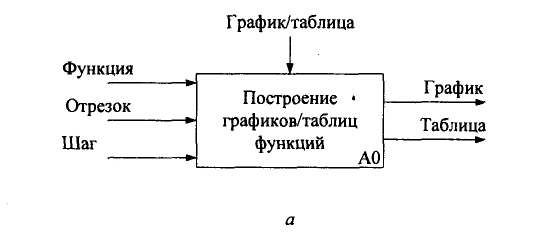 График/таблица
Функция
Отрезок
Шаг
Построение
графиков/таблиц
функций
A0
График
Таблица
а